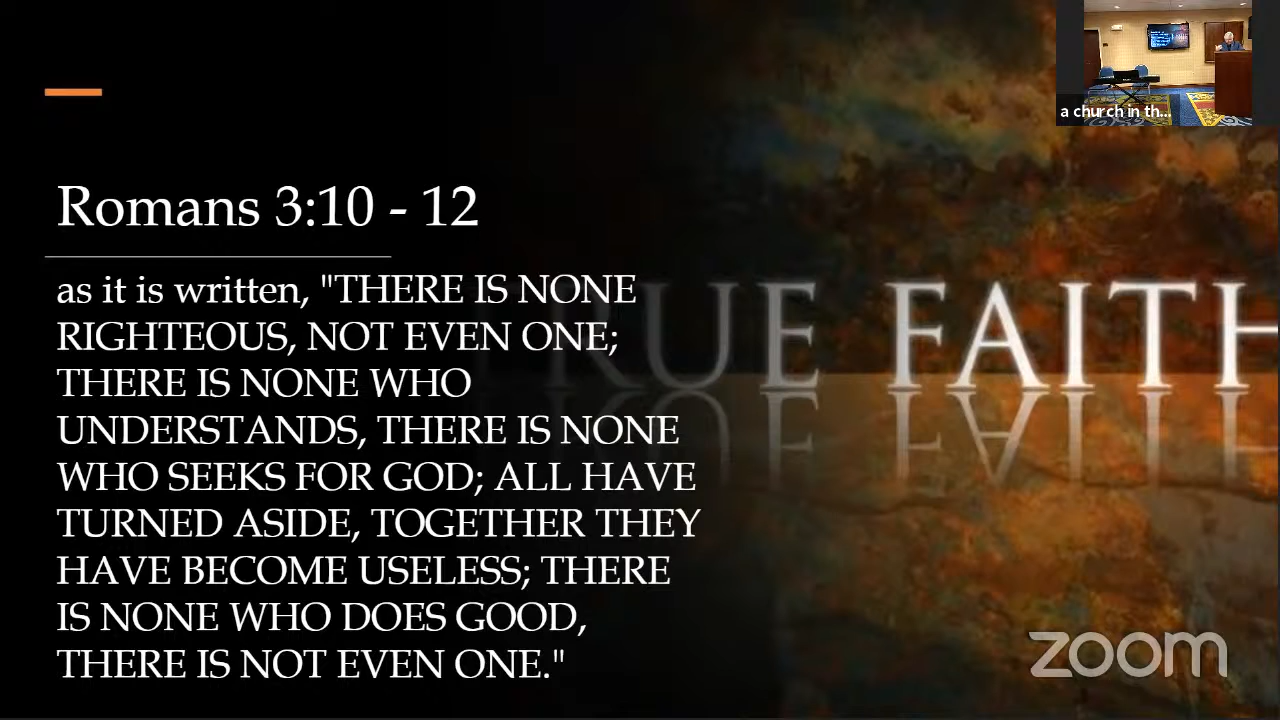 a church in th...
Romans 3:10 - 12
as it is written, "THERE IS NONE
RIGHTEOUS, NOT EVEN ONE;
THERE IS NONE WHO
UNDERSTANDS, THERE IS NONE
WHO SEEKS FOR GOD; ALL HAVE
TURNED ASIDE, TOGETHER THEY
HAVE BECOME USELESS; THERE
IS NONE WHO DOES GOOD,
THERE IS NOT EVEN ONE."
TRUE FAITH
zoom